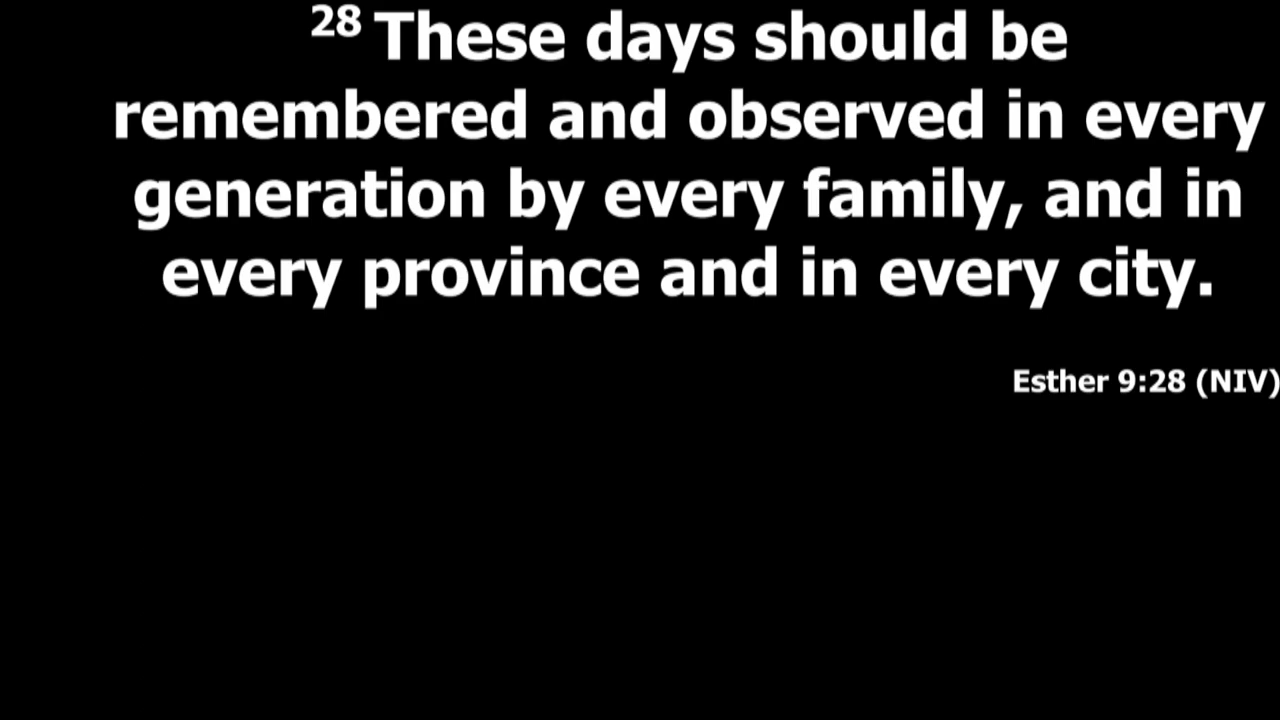 28 These days should be
remembered and observed in every
generation by every family, and in
every province and in every city.
Esther 9:28 (NIV)